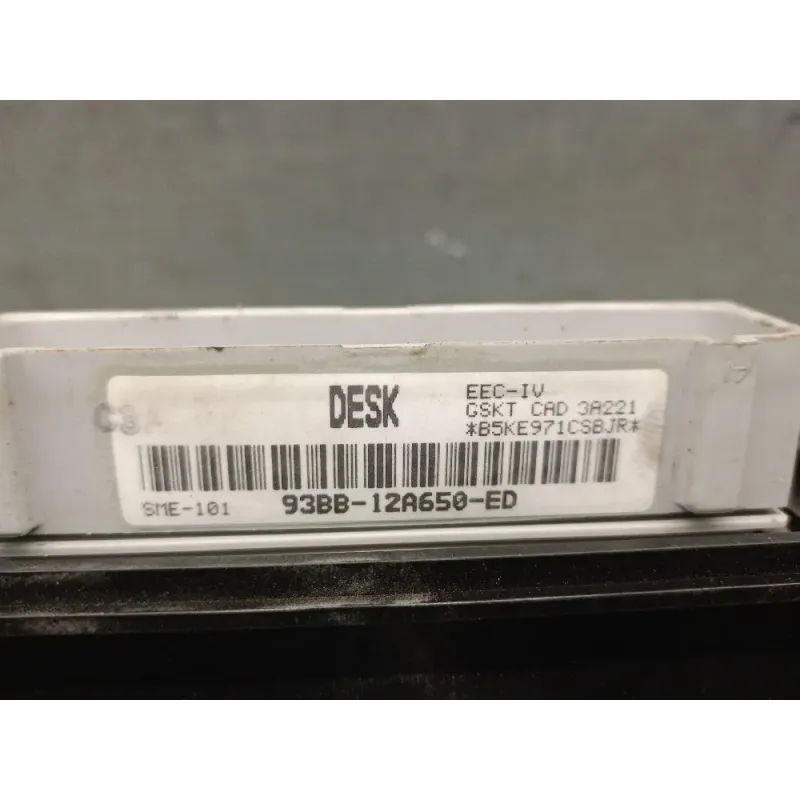 DESK
EEC-IV
GSKT CAD 3A221
*B5KE971CSBJR*
SME-101
93BB-12A650-ED